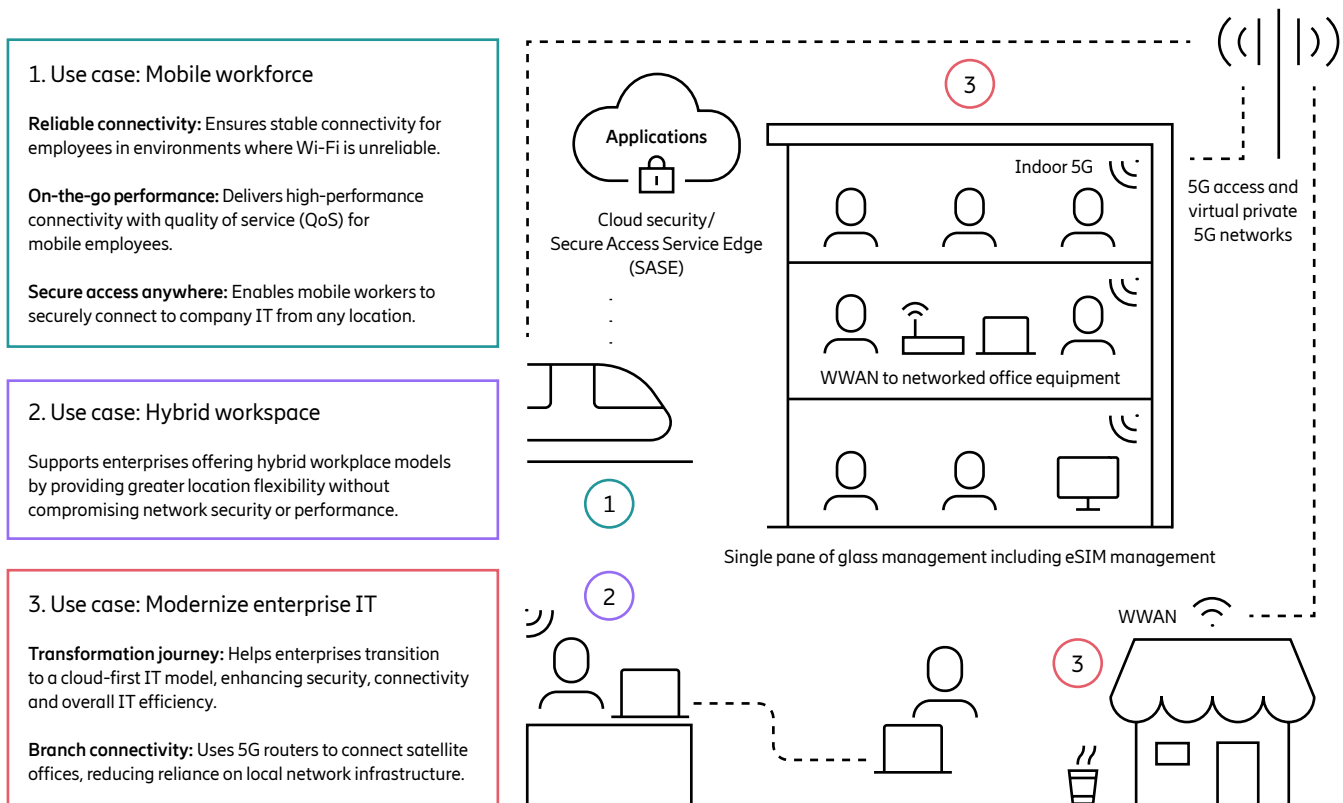 1. Use case: Mobile workforce
Reliable connectivity: Ensures stable connectivity for
employees in environments where Wi-Fi is unreliable.
On-the-go performance: Delivers high-performance
connectivity with quality of service (QoS) for
mobile employees.
Secure access anywhere: Enables mobile workers to
securely connect to company IT from any location.
2. Use case: Hybrid workspace
Supports enterprises offering hybrid workplace models
by providing greater location flexibility without
compromising network security or performance.
3. Use case: Modernize enterprise IT
Transformation journey: Helps enterprises transition
to a cloud-first IT model, enhancing security, connectivity
and overall IT efficiency.
Branch connectivity: Uses 5G routers to connect satellite
offices, reducing reliance on local network infrastructure.
Applications
Cloud security/
Secure Access Service Edge
(SASE)
1
2
3
Indoor 5G
WWAN to networked office equipment
Single pane of glass management including eSIM management
5G access and
virtual private
5G networks
WWAN
3